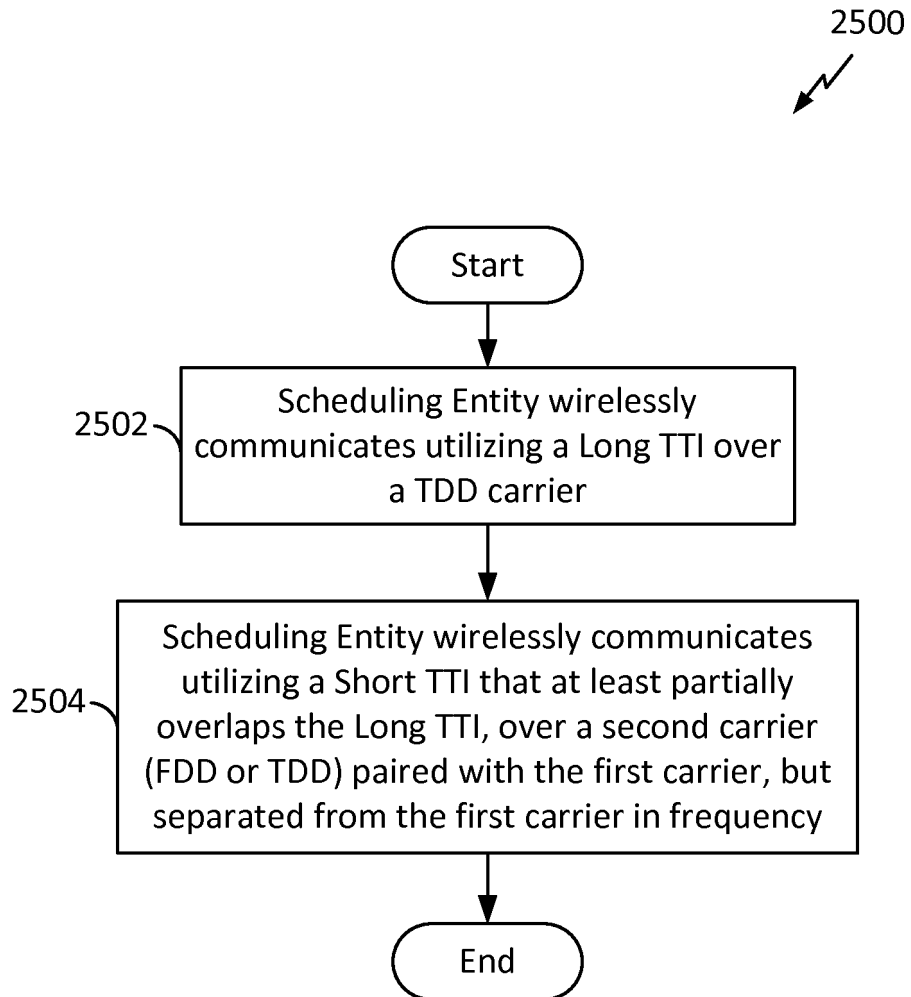 2500
Start
2502
Scheduling Entity wirelessly
communicates utilizing a Long TTI over
a TDD carrier
2504
Scheduling Entity wirelessly communicates
utilizing a Short TTI that at least partially
overlaps the Long TTI, over a second carrier
(FDD or TDD) paired with the first carrier, but
separated from the first carrier in frequency
End